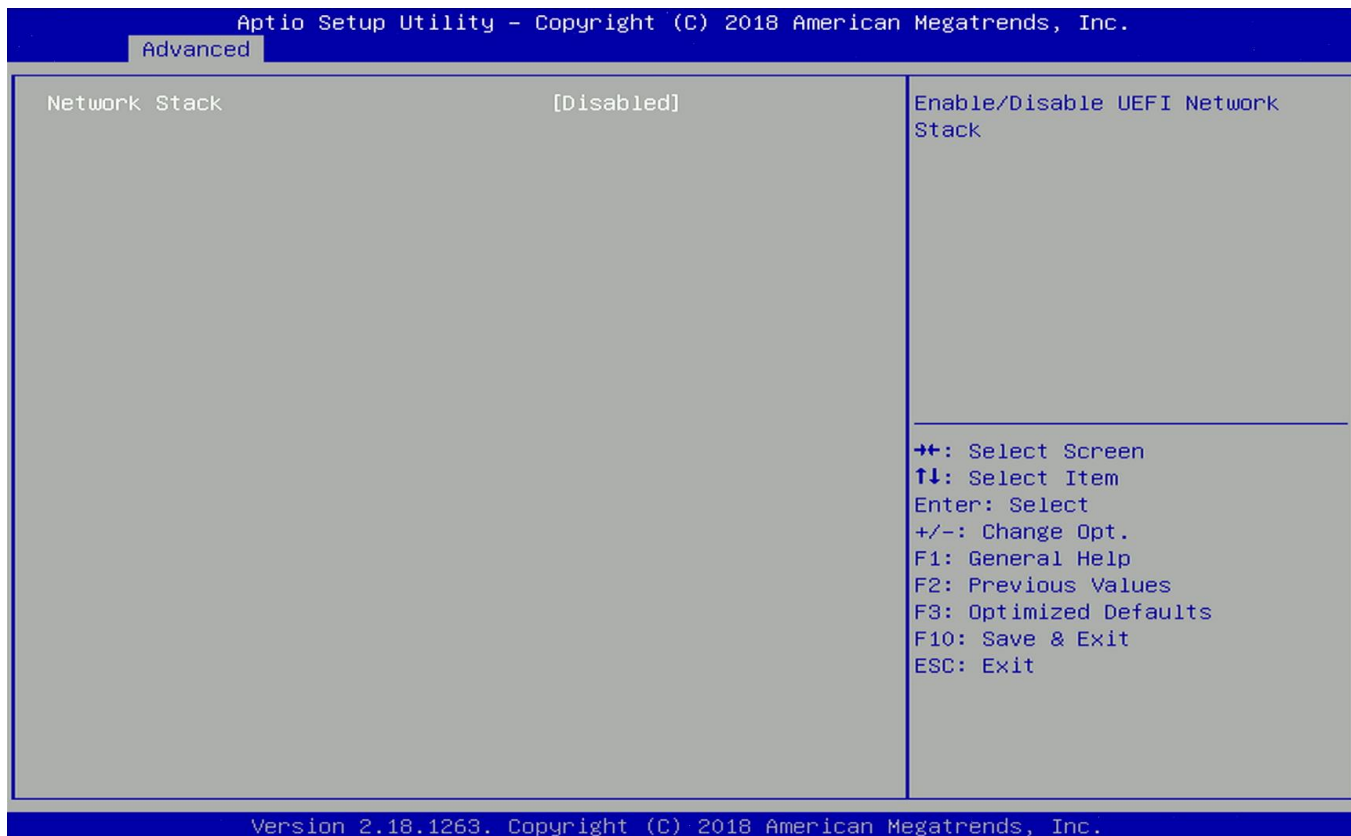 Aptio Setup Utility – Copyright (C) 2018 American Megatrends, Inc.
Advanced
Network Stack [Disabled]
Enable/Disable UEFI Network
Stack
→←: Select Screen
↑↓: Select Item
Enter: Select
+/-: Change Opt.
F1: General Help
F2: Previous Values
F3: Optimized Defaults
F10: Save & Exit
ESC: Exit
Version 2.18.1263. Copyright (C) 2018 American Megatrends, Inc.